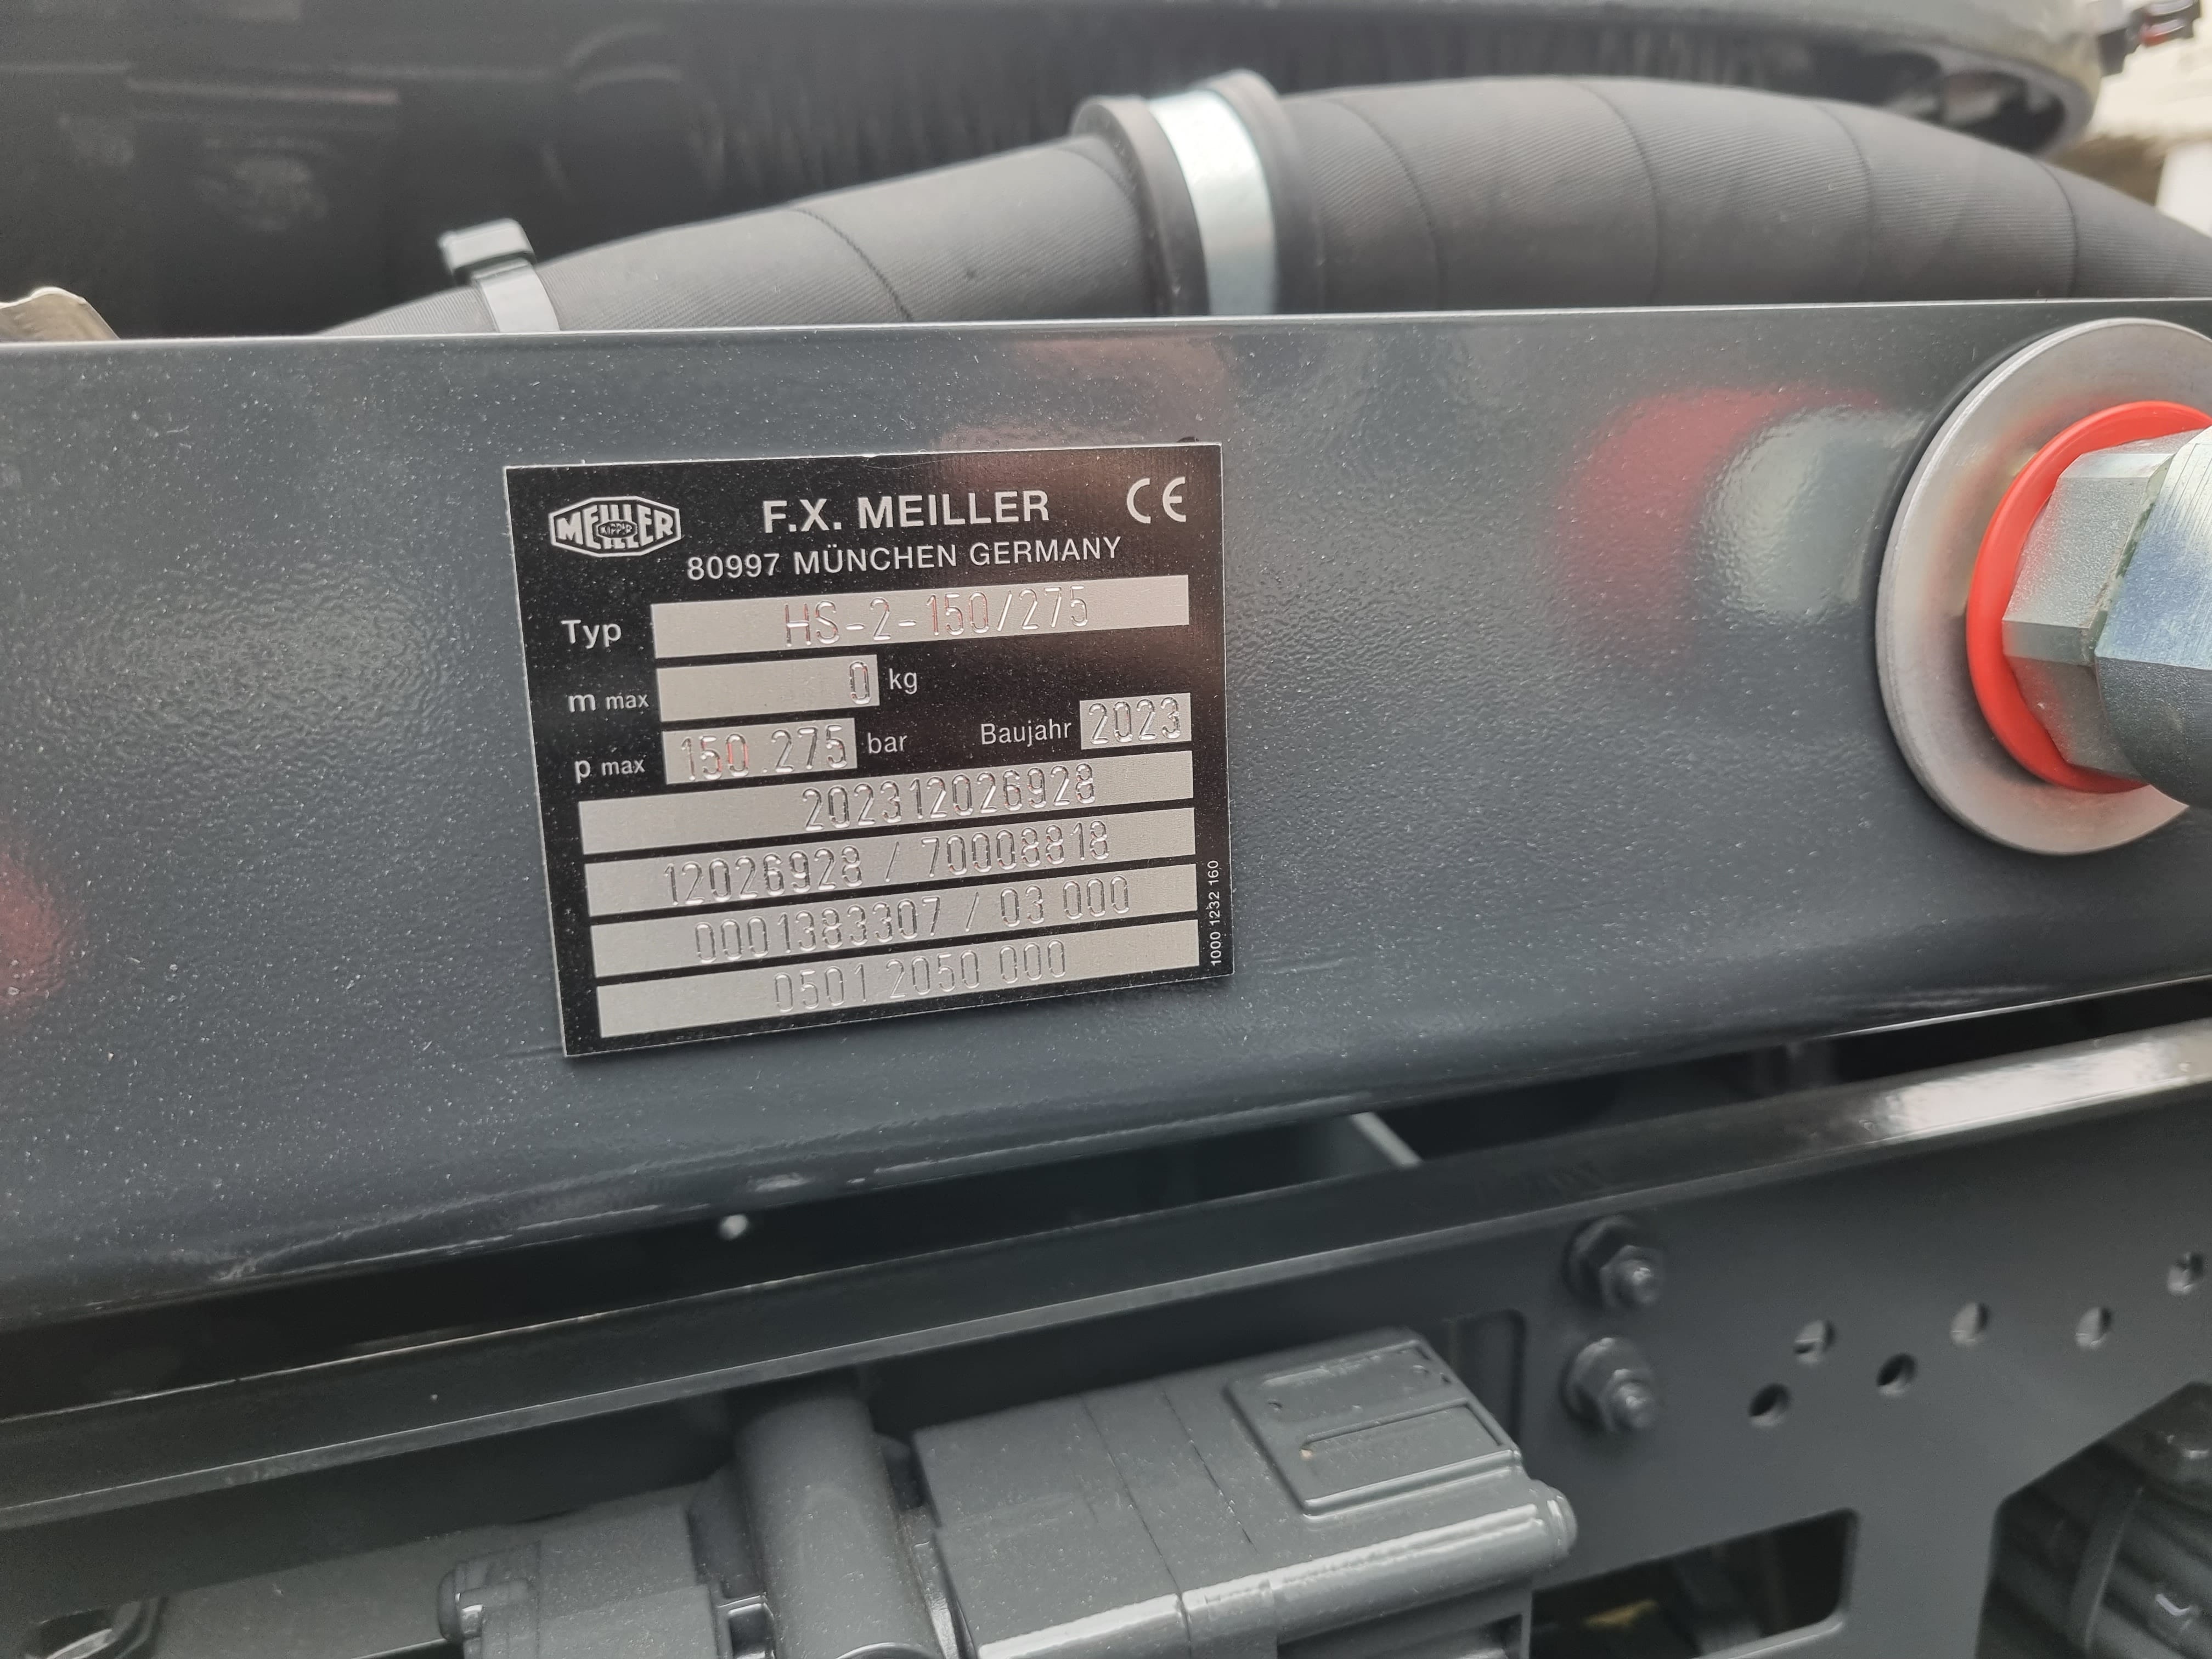 MEILLER
KIPPER
F.X. MEILLER
CE
80997 MÜNCHEN GERMANY
Typ HS-2-150/275
m max 0 kg
p max 150 275 bar Baujahr 2023
202312026928
12026928 / 70008818
0001383307 / 03 000
0501 2050 000
1000 1232 160